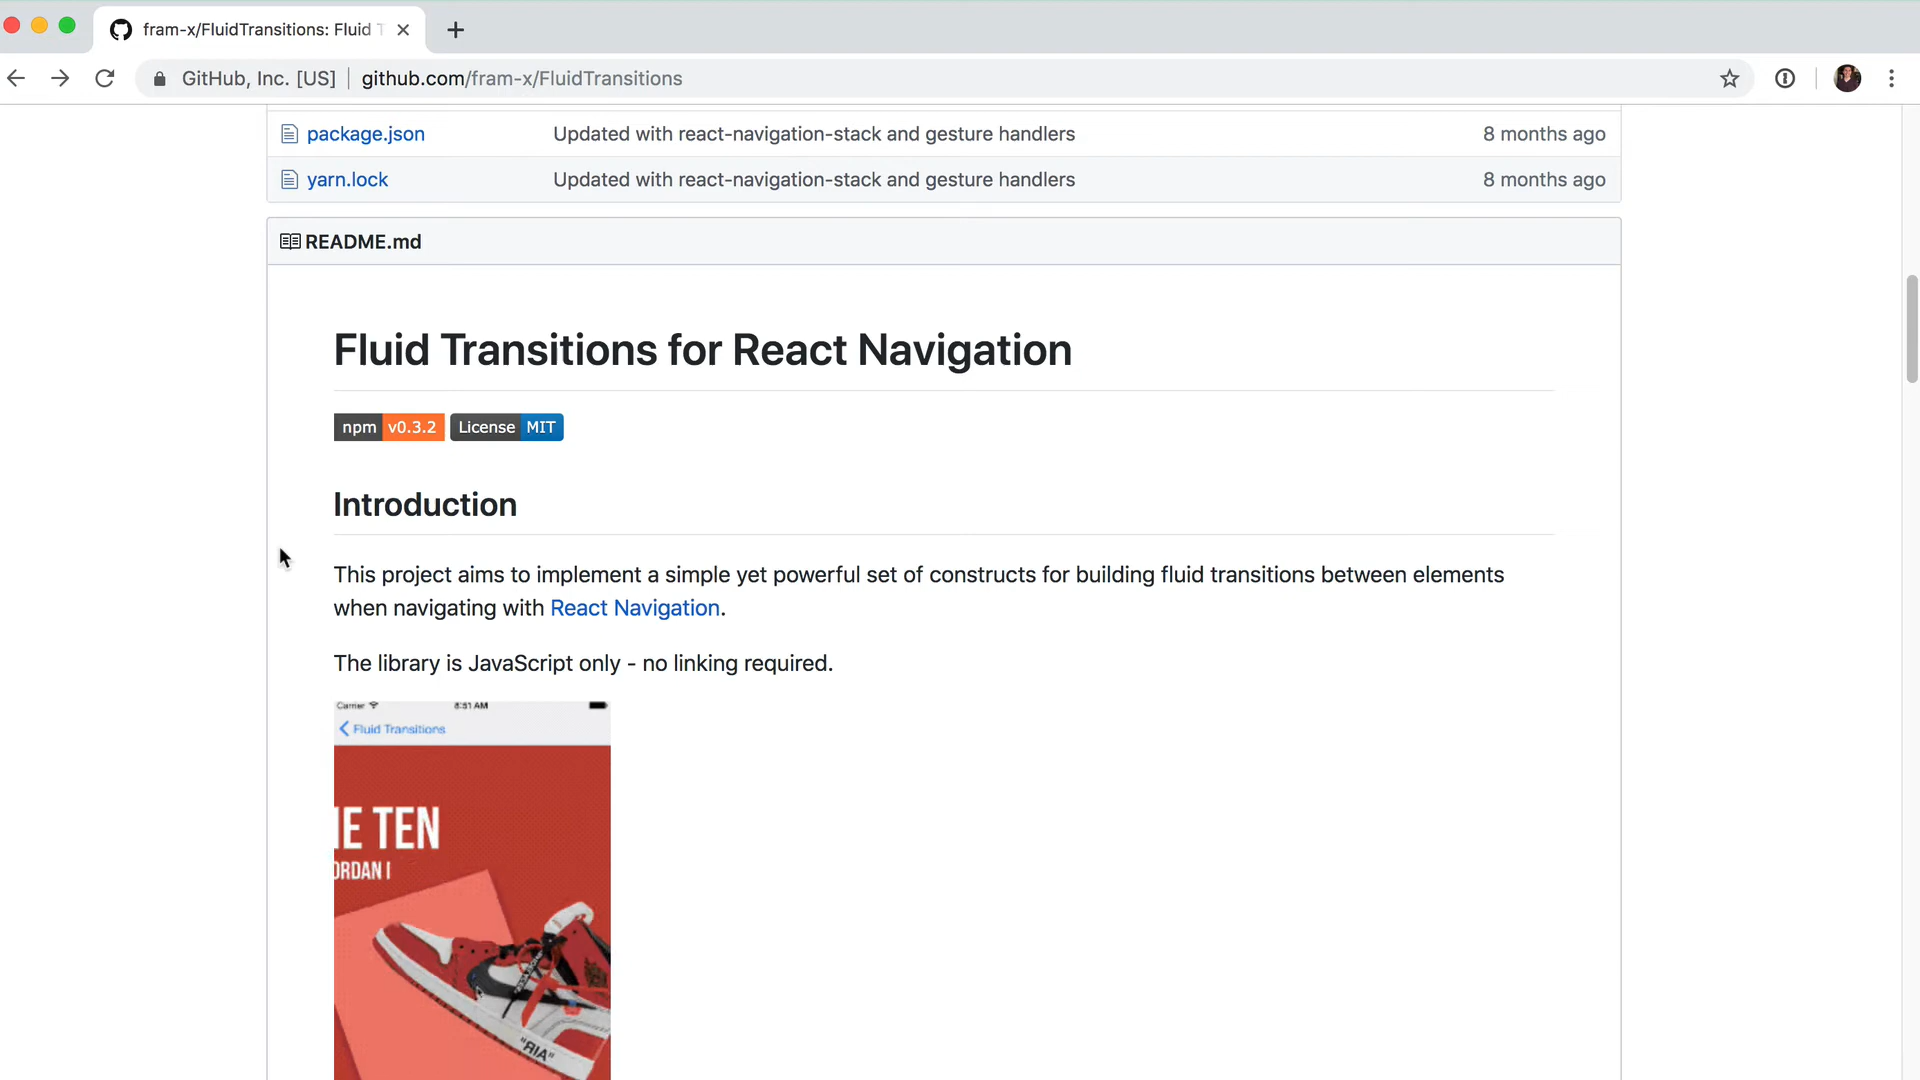 fram-x/FluidTransitions: Fluid T
GitHub, Inc. [US] github.com/fram-x/FluidTransitions
package.json Updated with react-navigation-stack and gesture handlers 8 months ago
yarn.lock Updated with react-navigation-stack and gesture handlers 8 months ago
README.md
Fluid Transitions for React Navigation
npm v0.3.2 License MIT
Introduction
This project aims to implement a simple yet powerful set of constructs for building fluid transitions between elements
when navigating with React Navigation.
The library is JavaScript only - no linking required.
Carrier 8:51 AM
Fluid Transitions
HE TEN
ORDAN I
"AIR"